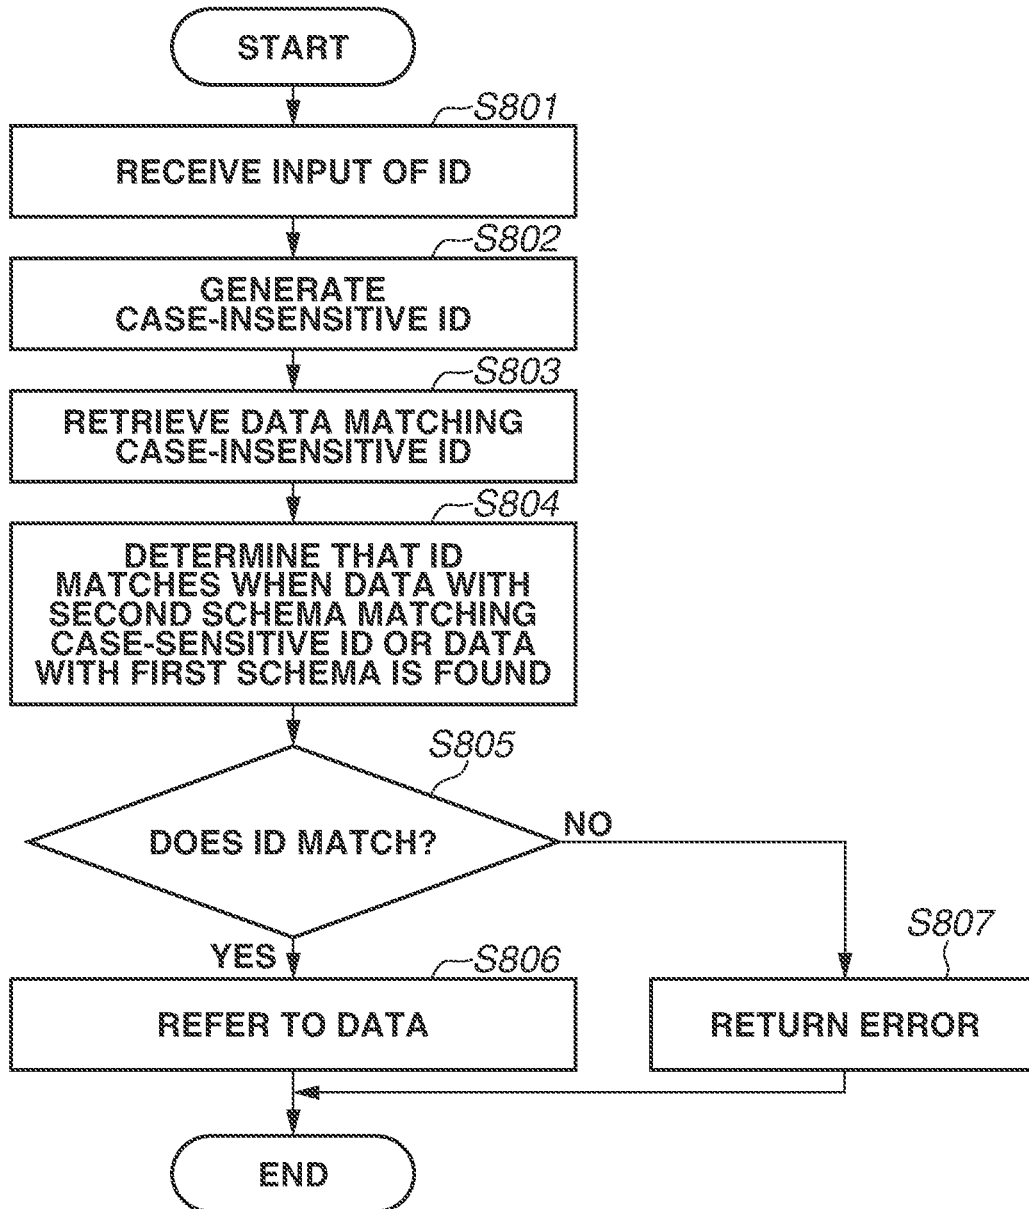 START
S801
RECEIVE INPUT OF ID
S802
GENERATE
CASE-INSENSITIVE ID
S803
RETRIEVE DATA MATCHING
CASE-INSENSITIVE ID
S804
DETERMINE THAT ID
MATCHES WHEN DATA WITH
SECOND SCHEMA MATCHING
CASE-SENSITIVE ID OR DATA
WITH FIRST SCHEMA IS FOUND
S805
DOES ID MATCH?
NO
YES
S806
REFER TO DATA
S807
RETURN ERROR
END